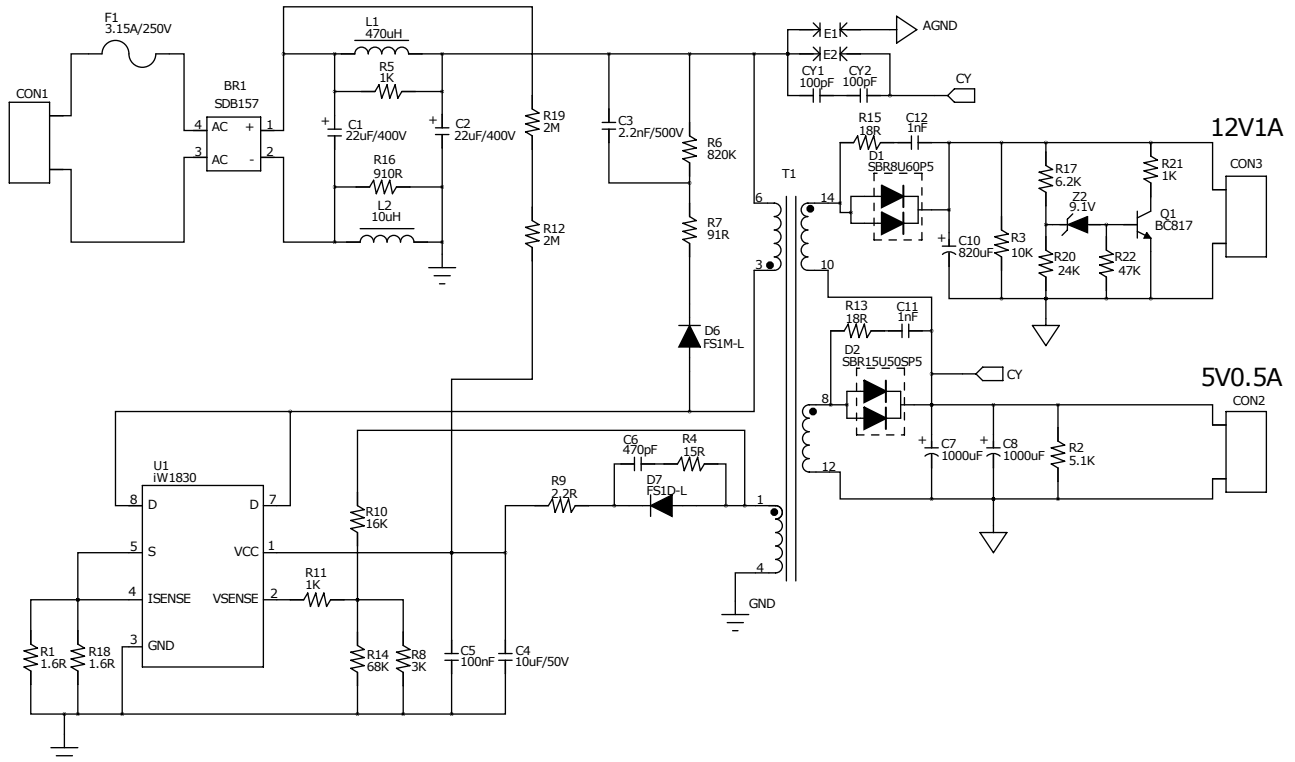 F1
3.15A/250V
CON1
BR1
SDB157
4 AC + 1
3 AC - 2
L1
470uH
R5
1K
C1
22uF/400V
C2
22uF/400V
R16
910R
L2
10uH
R19
2M
R12
2M
C3
2.2nF/500V
R6
820K
R7
91R
D6
FS1M-L
E1
AGND
E2
CY1
100pF
CY2
100pF
CY
T1
6
3
14
10
8
12
1
4
R15
18R
C12
1nF
D1
SBR8U60P5
12V1A
CON3
R17
6.2K
R21
1K
Z2
9.1V
Q1
BC817
C10
820uF
R3
10K
R20
24K
R22
47K
R13
18R
C11
1nF
D2
SBR15U50SP5
CY
5V0.5A
CON2
C7
1000uF
C8
1000uF
R2
5.1K
C6
470pF
R4
15R
D7
FS1D-L
R9
2.2R
GND
U1
iW1830
8 D D 7
5 S VCC 1
4 ISENSE VSENSE 2
3 GND
R10
16K
R11
1K
R1
1.6R
R18
1.6R
R14
68K
R8
3K
C5
100nF
C4
10uF/50V
+
+
+
+
+